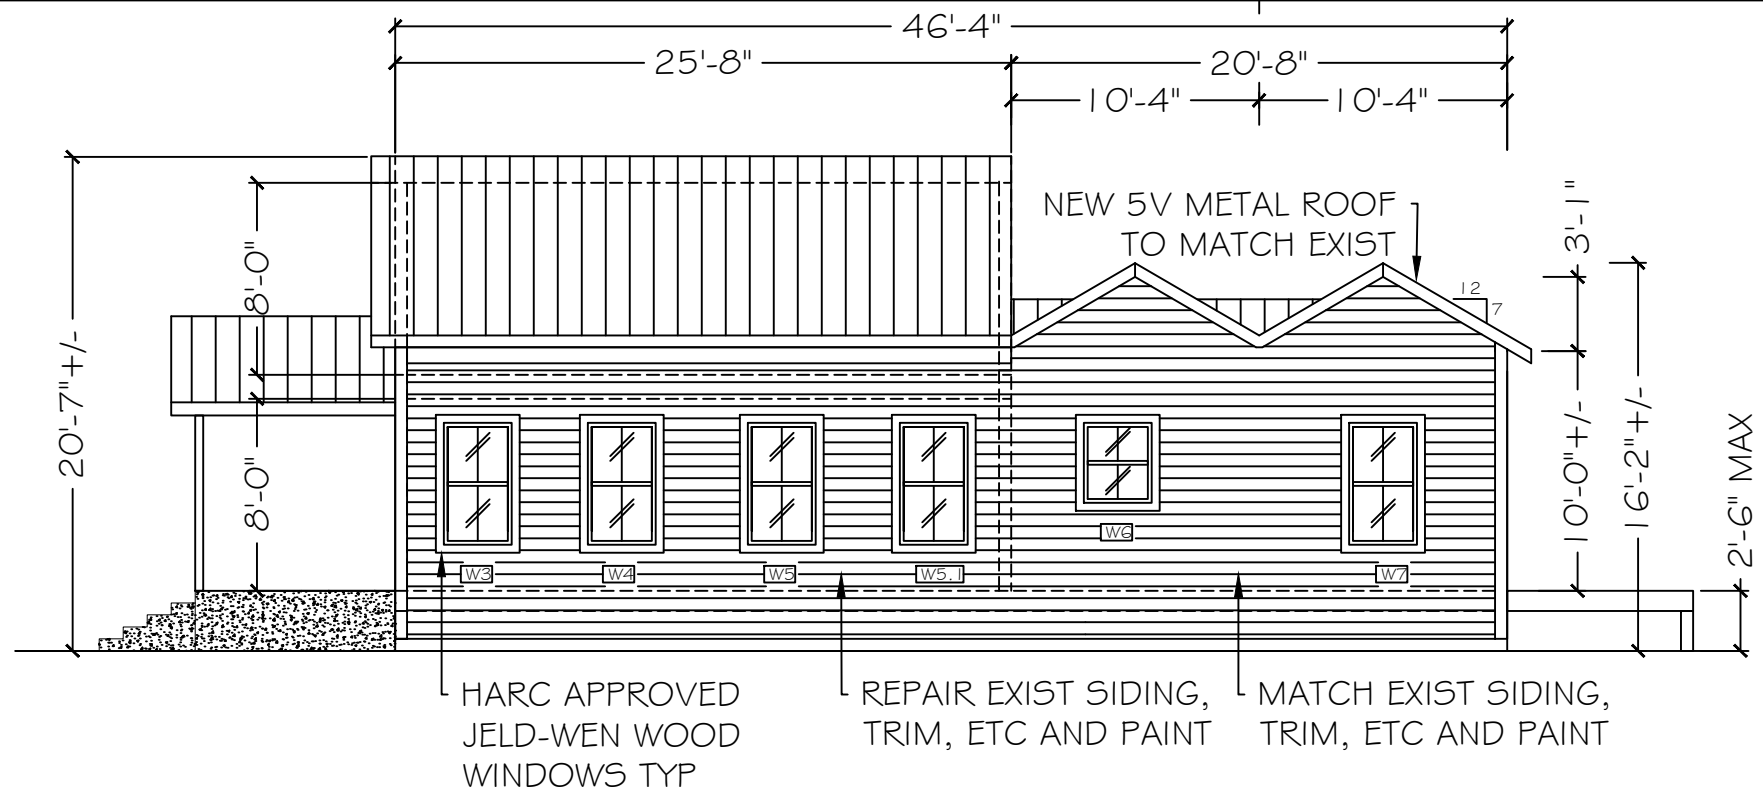 46'-4"
25'-8"
20'-8"
10'-4"
10'-4"
NEW 5V METAL ROOF
TO MATCH EXIST
3'-1"
12
7
8'-0"
20'-7"+/-
8'-0"
10'-0"+/-
16'-2"+/-
2'-6" MAX
W6
W3
W4
W5
W5.1
W7
HARC APPROVED
JELD-WEN WOOD
WINDOWS TYP
REPAIR EXIST SIDING,
TRIM, ETC AND PAINT
MATCH EXIST SIDING,
TRIM, ETC AND PAINT